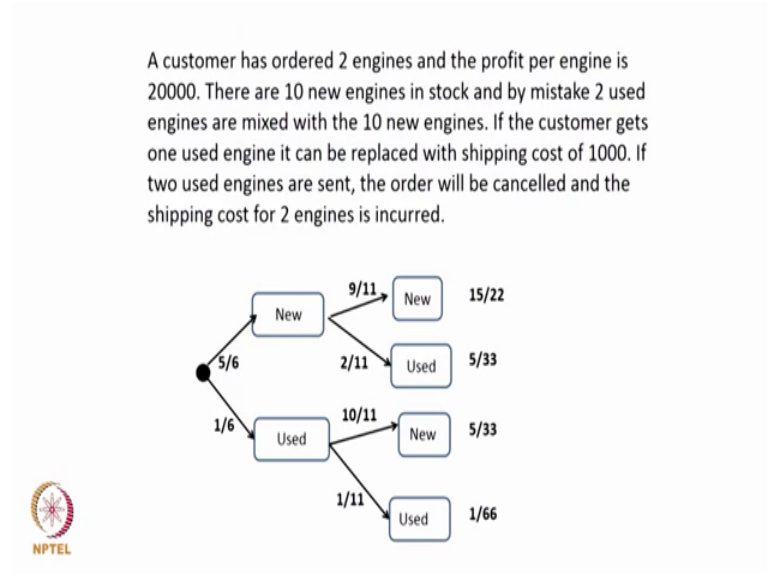 A customer has ordered 2 engines and the profit per engine is
20000. There are 10 new engines in stock and by mistake 2 used
engines are mixed with the 10 new engines. If the customer gets
one used engine it can be replaced with shipping cost of 1000. If
two used engines are sent, the order will be cancelled and the
shipping cost for 2 engines is incurred.
9/11
New
15/22
New
5/6
2/11
Used
5/33
1/6
Used
10/11
New
5/33
1/11
Used
1/66
NPTEL